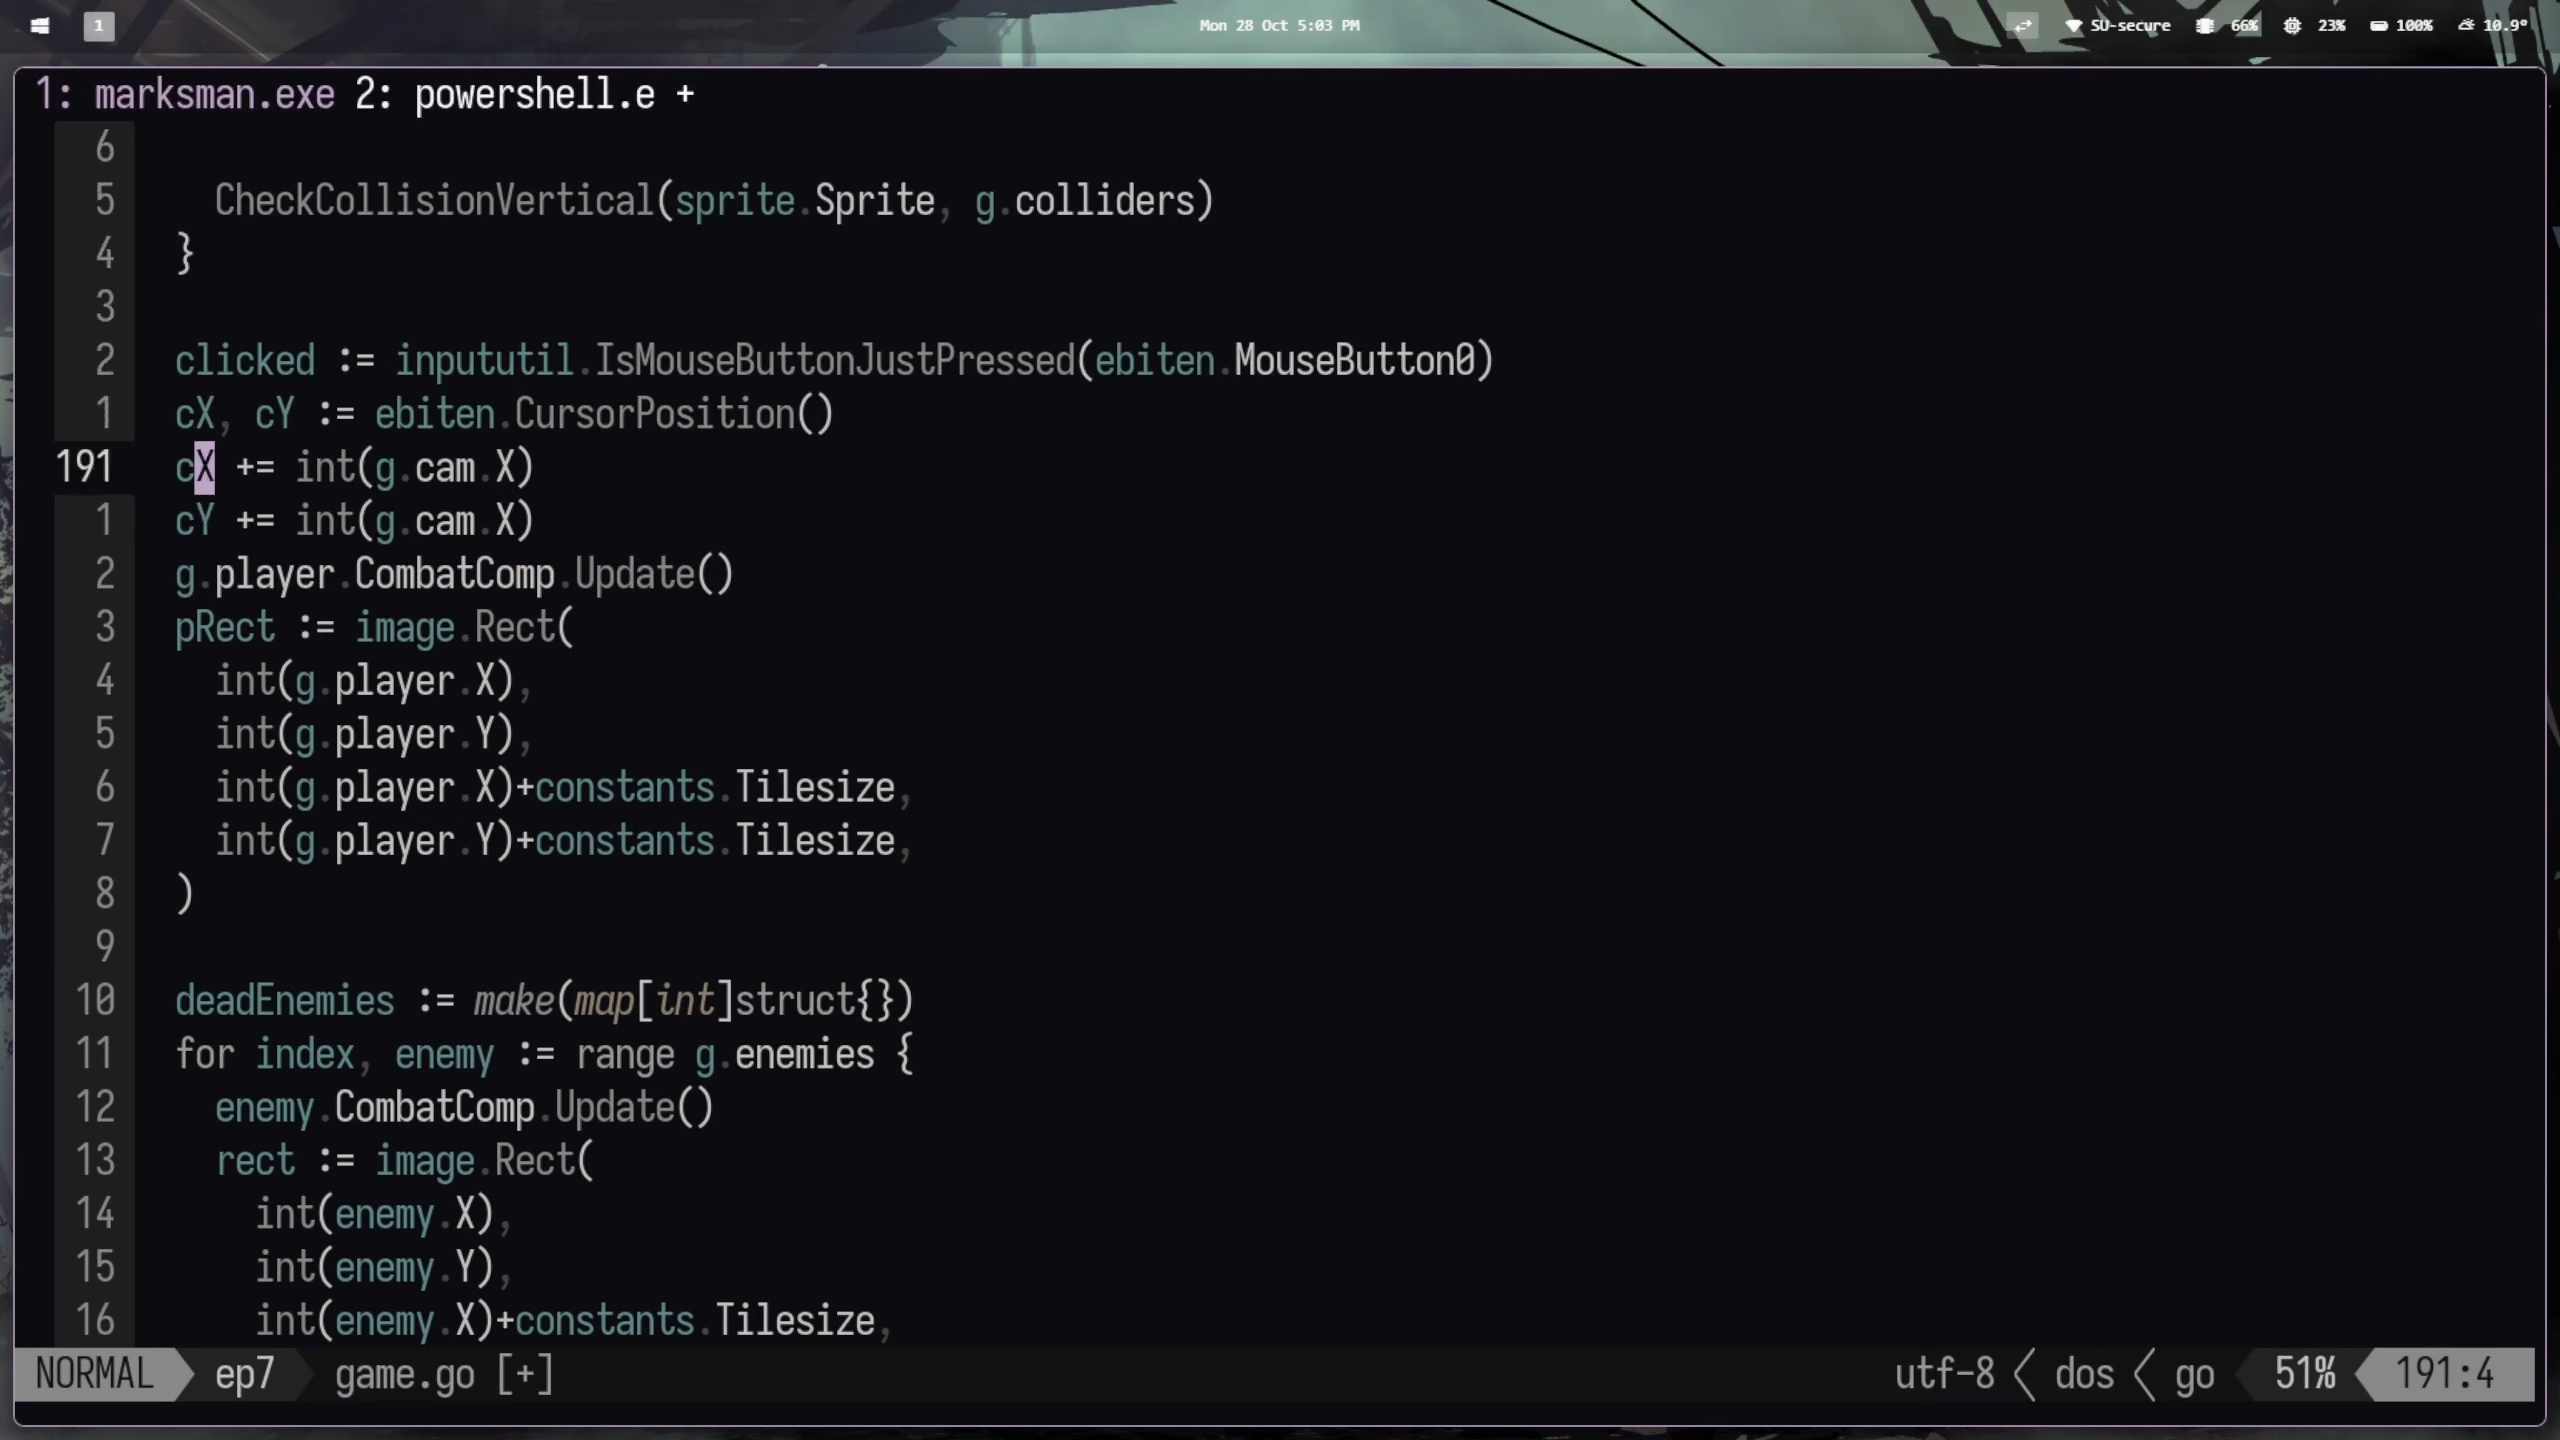 1
Mon 28 Oct 5:03 PM
SU-secure 66% 23% 100% 10.9°
1: marksman.exe 2: powershell.e +
6
5 CheckCollisionVertical(sprite.Sprite, g.colliders)
4 }
3
2 clicked := inpututil.IsMouseButtonJustPressed(ebiten.MouseButton0)
1 cX, cY := ebiten.CursorPosition()
191 cX += int(g.cam.X)
1 cY += int(g.cam.X)
2 g.player.CombatComp.Update()
3 pRect := image.Rect(
4 int(g.player.X),
5 int(g.player.Y),
6 int(g.player.X)+constants.Tilesize,
7 int(g.player.Y)+constants.Tilesize,
8 )
9
10 deadEnemies := make(map[int]struct{})
11 for index, enemy := range g.enemies {
12 enemy.CombatComp.Update()
13 rect := image.Rect(
14 int(enemy.X),
15 int(enemy.Y),
16 int(enemy.X)+constants.Tilesize,
NORMAL ep7 game.go [+] utf-8 dos go 51% 191:4